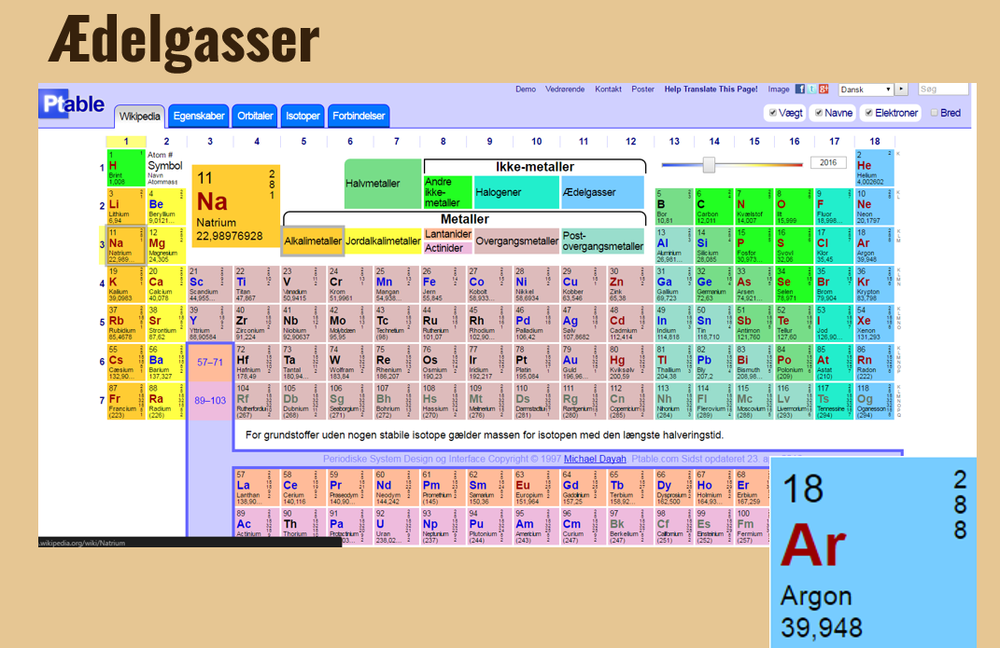 Ædelgasser
Demo Vedrørende Kontakt Poster Help Translate This Page! Image Dansk Søg
Ptable
Wikipedia Egenskaber Orbitaler Isotoper Forbindelser
Vægt Navne Elektroner Bred
1 2 3 4 5 6 7 8 9 10 11 12 13 14 15 16 17 18
1 H Brint 1,008
Atom # Symbol Navn Atommasse
2 He Helium 4,002602
11 Na Natrium 22,98976928 2 8 1
Ikke-metaller
Halvmetaller Andre ikke-metaller Halogener Ædelgasser
Metaller
Alkalimetaller Jordalkalimetaller Lantanider Actinider Overgangsmetaller Post-overgangsmetaller
2016
3 Li Lithium 6,94
4 Be Beryllium 9,0121...
5 B Bor 10,81
6 C Carbon 12,011
7 N Kvælstof 14,007
8 O Ilt 15,999
9 F Fluor 18,998...
10 Ne Neon 20,1797
11 Na Natrium 22,989...
12 Mg Magnesium 24,305
13 Al Aluminium 26,981...
14 Si Silicium 28,085
15 P Fosfor 30,973...
16 S Svovl 32,06
17 Cl Klor 35,45
18 Ar Argon 39,948
19 K Kalium 39,0983
20 Ca Calcium 40,078
21 Sc Scandium 44,955...
22 Ti Titan 47,867
23 V Vanadium 50,9415
24 Cr Krom 51,9961
25 Mn Mangan 54,938...
26 Fe Jern 55,845
27 Co Kobolt 58,933...
28 Ni Nikkel 58,6934
29 Cu Kobber 63,546
30 Zn Zink 65,38
31 Ga Gallium 69,723
32 Ge Germanium 72,63
33 As Arsen 74,921...
34 Se Selen 78,971
35 Br Brom 79,904
36 Kr Krypton 83,798
37 Rb Rubidium 85,4678
38 Sr Strontium 87,62
39 Y Yttrium 88,90584
40 Zr Zirconium 91,224
41 Nb Niobium 92,90637
42 Mo Molybdæn 95,95
43 Tc Technetium (98)
44 Ru Ruthenium 101,07
45 Rh Rhodium 102,90...
46 Pd Palladium 106,42
47 Ag Sølv 107,8682
48 Cd Cadmium 112,414
49 In Indium 114,818
50 Sn Tin 118,710
51 Sb Antimon 121,760
52 Te Tellur 127,60
53 I Jod 126,90...
54 Xe Xenon 131,293
55 Cs Cæsium 132,90...
56 Ba Barium 137,327
57–71
72 Hf Hafnium 178,49
73 Ta Tantal 180,94...
74 W Wolfram 183,84
75 Re Rhenium 186,207
76 Os Osmium 190,23
77 Ir Iridium 192,217
78 Pt Platin 195,084
79 Au Guld 196,96...
80 Hg Kviksølv 200,59
81 Tl Thallium 204,38
82 Pb Bly 207,2
83 Bi Bismuth 208,98...
84 Po Polonium (209)
85 At Astat (210)
86 Rn Radon (222)
87 Fr Francium (223)
88 Ra Radium (226)
89–103
104 Rf (267)
105 Db Dubnium (268)
106 Sg Seaborgium (271)
107 Bh Bohrium (272)
108 Hs Hassium (270)
109 Mt Meitnerium (276)
110 Ds (281)
111 Rg (280)
112 Cn Copernicium (285)
113 Nh Nihonium (284)
114 Fl Flerovium (289)
115 Mc Moscovium (288)
116 Lv Livermorium (293)
117 Ts Tennessine (294)
118 Og Oganesson (294)
For grundstoffer uden nogen stabile isotope gælder massen for isotopen med den længste halveringstid.
Periodiske System Design og Interface Copyright © 1997 Michael Dayah. Ptable.com Sidst opdateret 23.
57 La Lanthan 138,90...
58 Ce Cerium 140,116
59 Pr 140,90...
60 Nd Neodym 144,242
61 Pm Promethium (145)
62 Sm Samarium 150,36
63 Eu Europium 151,964
64 Gd Gadolinium 157,25
65 Tb Terbium 158,92...
66 Dy Dysprosium 162,500
67 Ho Holmium 164,93...
68 Er Erbium 167,259
89 Ac Actinium
90 Th Thorium
91 Pa Protactinium
92 U Uran 238,02...
93 Np Neptunium (237)
94 Pu Plutonium (244)
95 Am Americium (243)
96 Cm Curium (247)
97 Bk Berkelium (247)
98 Cf Californium (251)
99 Es Einsteinium (252)
100 Fm Fermium (257)
.wikipedia.org/wiki/Natrium
18 2 8 8
Ar
Argon
39,948